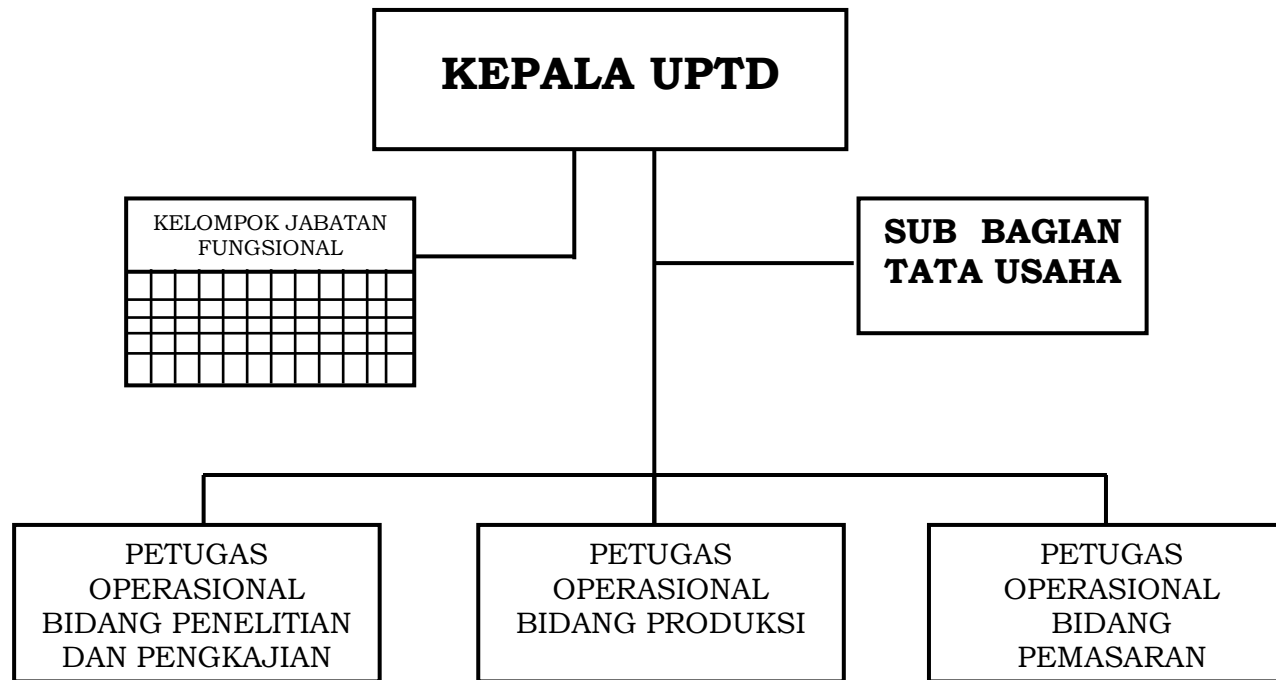 KEPALA UPTD
KELOMPOK JABATAN
FUNGSIONAL
SUB BAGIAN
TATA USAHA
PETUGAS
OPERASIONAL
BIDANG PENELITIAN
DAN PENGKAJIAN
PETUGAS
OPERASIONAL
BIDANG PRODUKSI
PETUGAS
OPERASIONAL
BIDANG
PEMASARAN